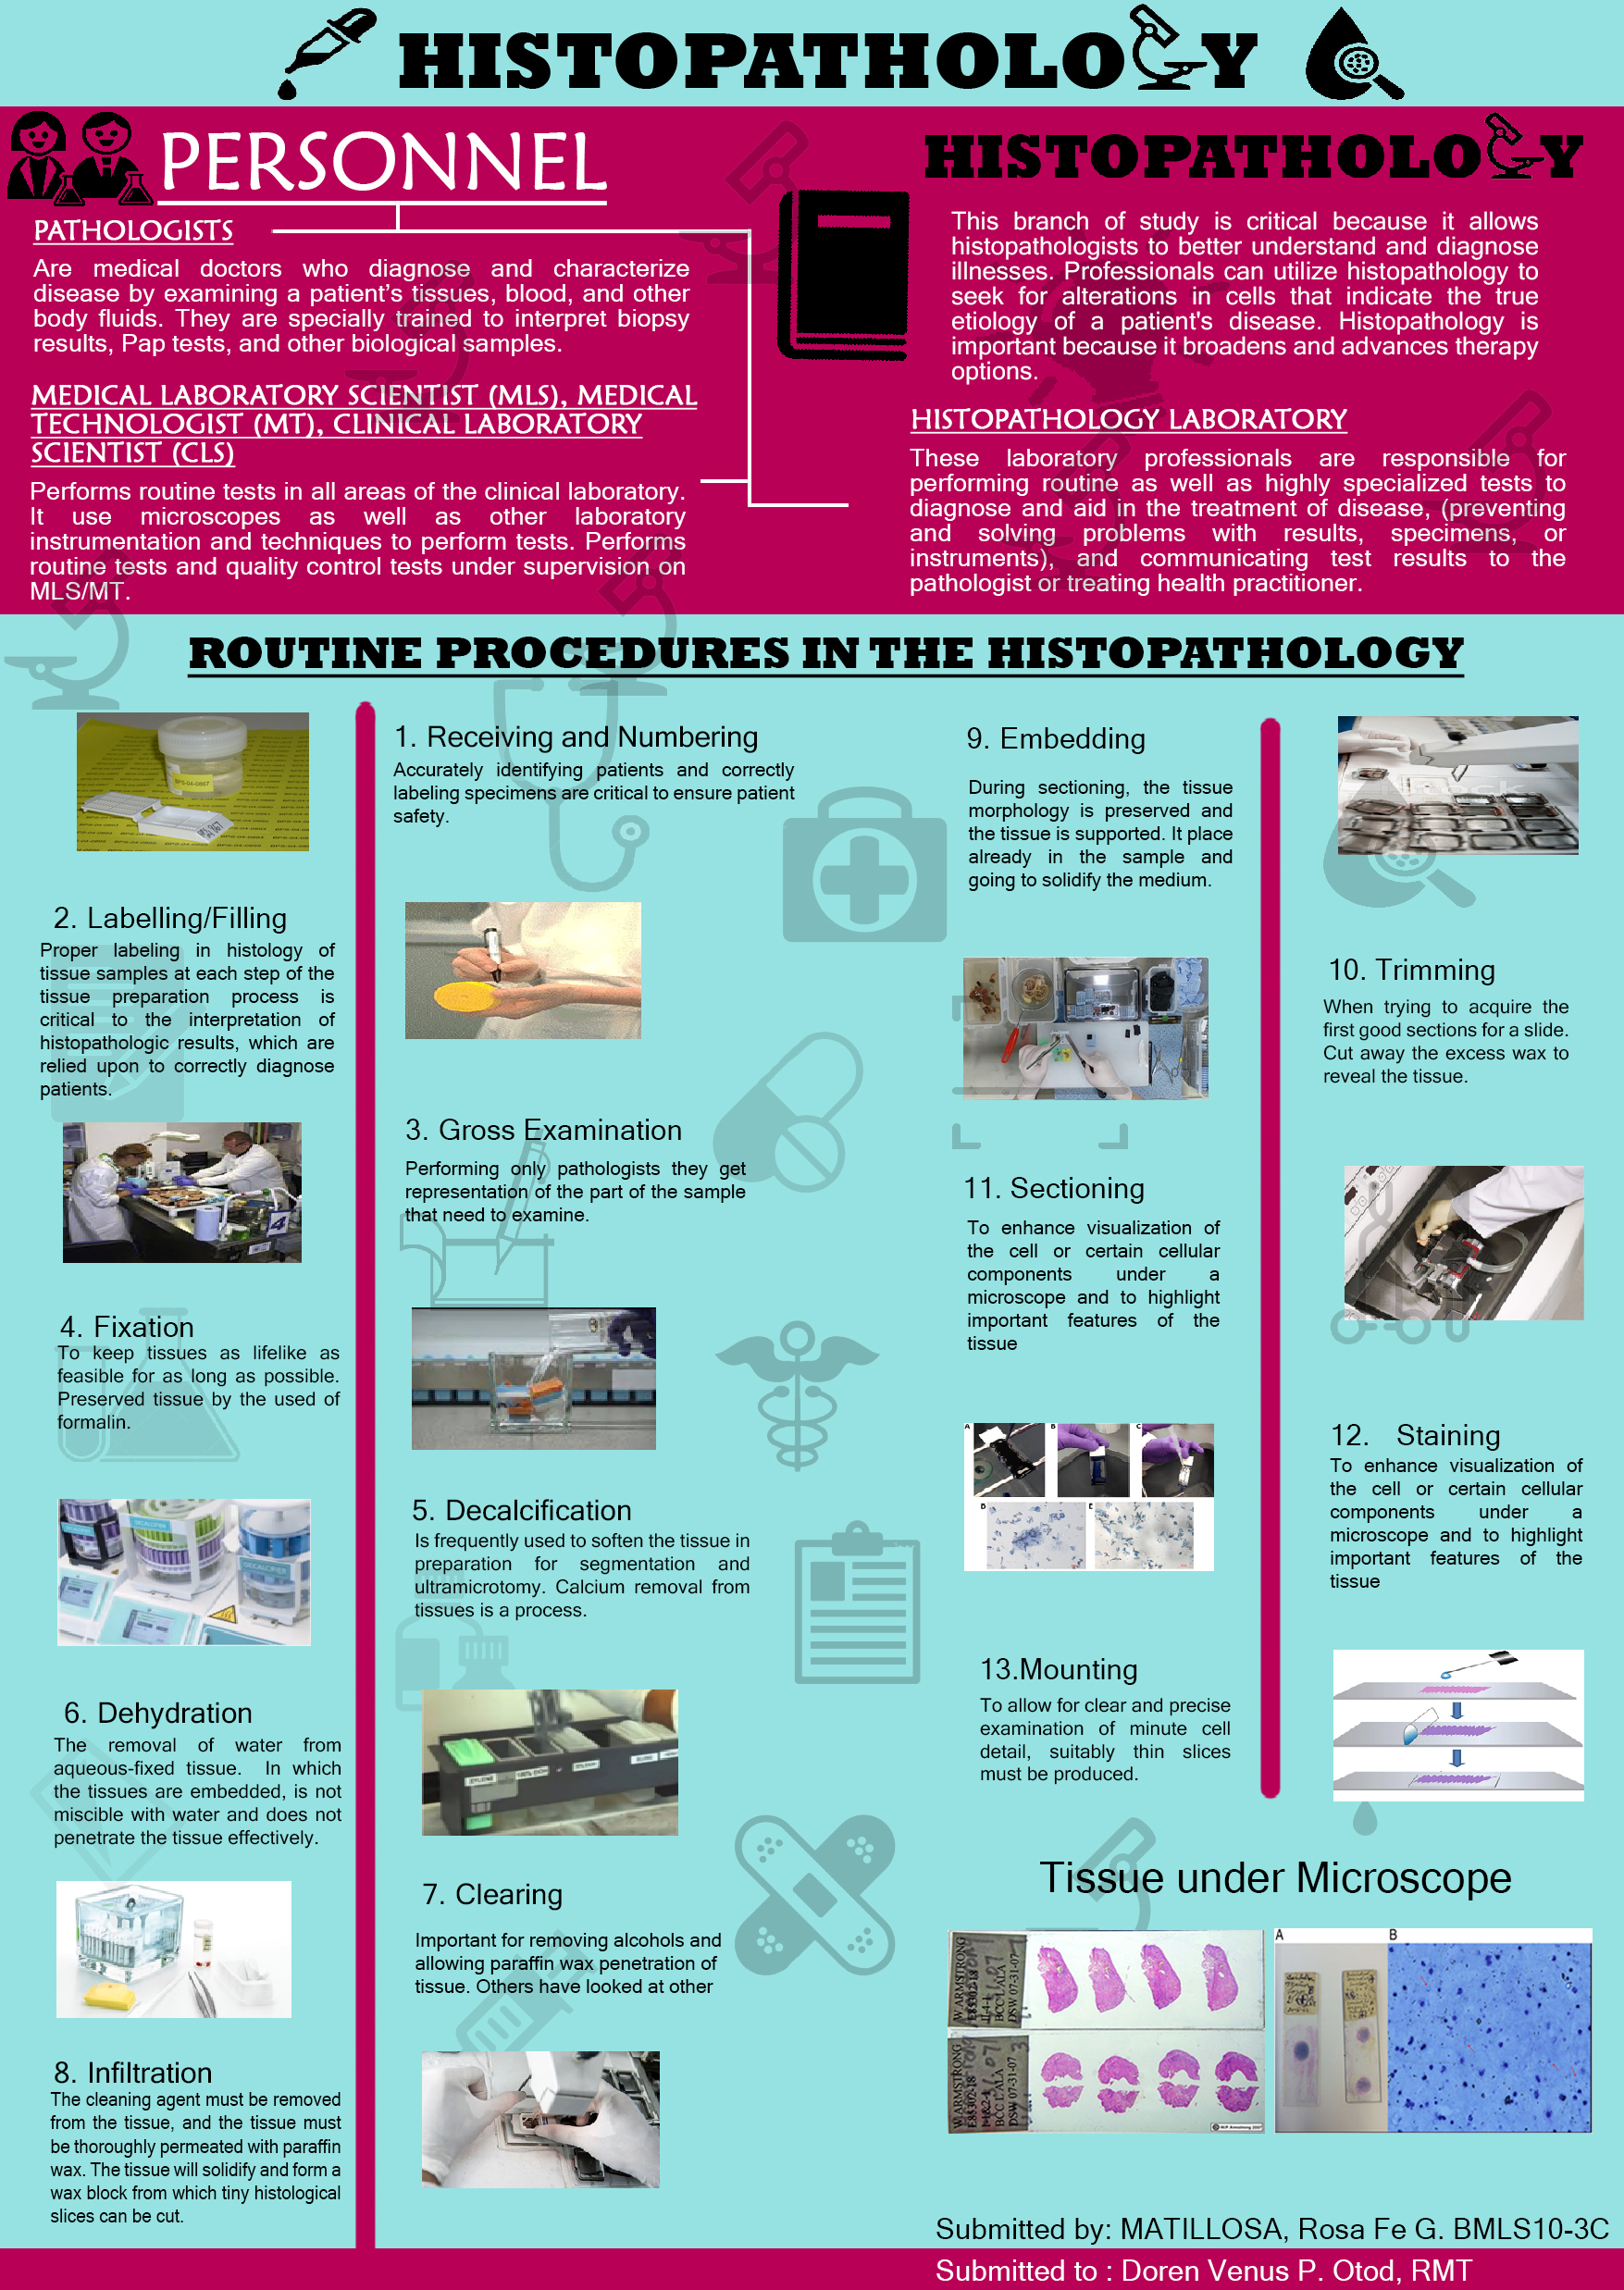 HISTOPATHOLOGY
PERSONNEL
PATHOLOGISTS
Are medical doctors who diagnose and characterize
disease by examining a patient's tissues, blood, and other
body fluids. They are specially trained to interpret biopsy
results, Pap tests, and other biological samples.
MEDICAL LABORATORY SCIENTIST (MLS), MEDICAL
TECHNOLOGIST (MT), CLINICAL LABORATORY
SCIENTIST (CLS)
Performs routine tests in all areas of the clinical laboratory.
It use microscopes as well as other laboratory
instrumentation and techniques to perform tests. Performs
routine tests and quality control tests under supervision on
MLS/MT.
HISTOPATHOLOGY
This branch of study is critical because it allows
histopathologists to better understand and diagnose
illnesses. Professionals can utilize histopathology to
seek for alterations in cells that indicate the true
etiology of a patient's disease. Histopathology is
important because it broadens and advances therapy
options.
HISTOPATHOLOGY LABORATORY
These laboratory professionals are responsible for
performing routine as well as highly specialized tests to
diagnose and aid in the treatment of disease, (preventing
and solving problems with results, specimens, or
instruments), and communicating test results to the
pathologist or treating health practitioner.
ROUTINE PROCEDURES IN THE HISTOPATHOLOGY
1. Receiving and Numbering
Accurately identifying patients and correctly
labeling specimens are critical to ensure patient
safety.
2. Labelling/Filling
Proper labeling in histology of
tissue samples at each step of the
tissue preparation process is
critical to the interpretation of
histopathologic results, which are
relied upon to correctly diagnose
patients.
3. Gross Examination
Performing only pathologists they get
representation of the part of the sample
that need to examine.
4
4. Fixation
To keep tissues as lifelike as
feasible for as long as possible.
Preserved tissue by the used of
formalin.
5. Decalcification
Is frequently used to soften the tissue in
preparation for segmentation and
ultramicrotomy. Calcium removal from
tissues is a process.
6. Dehydration
The removal of water from
aqueous-fixed tissue. In which
the tissues are embedded, is not
miscible with water and does not
penetrate the tissue effectively.
7. Clearing
Important for removing alcohols and
allowing paraffin wax penetration of
tissue. Others have looked at other
8. Infiltration
The cleaning agent must be removed
from the tissue, and the tissue must
be thoroughly permeated with paraffin
wax. The tissue will solidify and form a
wax block from which tiny histological
slices can be cut.
9. Embedding
During sectioning, the tissue
morphology is preserved and
the tissue is supported. It place
already in the sample and
going to solidify the medium.
10. Trimming
When trying to acquire the
first good sections for a slide.
Cut away the excess wax to
reveal the tissue.
11. Sectioning
To enhance visualization of
the cell or certain cellular
components under a
microscope and to highlight
important features of the
tissue
A B C
D E
12. Staining
To enhance visualization of
the cell or certain cellular
components under a
microscope and to highlight
important features of the
tissue
13.Mounting
To allow for clear and precise
examination of minute cell
detail, suitably thin slices
must be produced.
Tissue under Microscope
W.ARMSTRONG
BCC LALA
DSW 07-31-07
W.ARMSTRONG
BCC LALA
DSW 07-31-07
A B
Submitted by: MATILLOSA, Rosa Fe G. BMLS10-3C
Submitted to : Doren Venus P. Otod, RMT